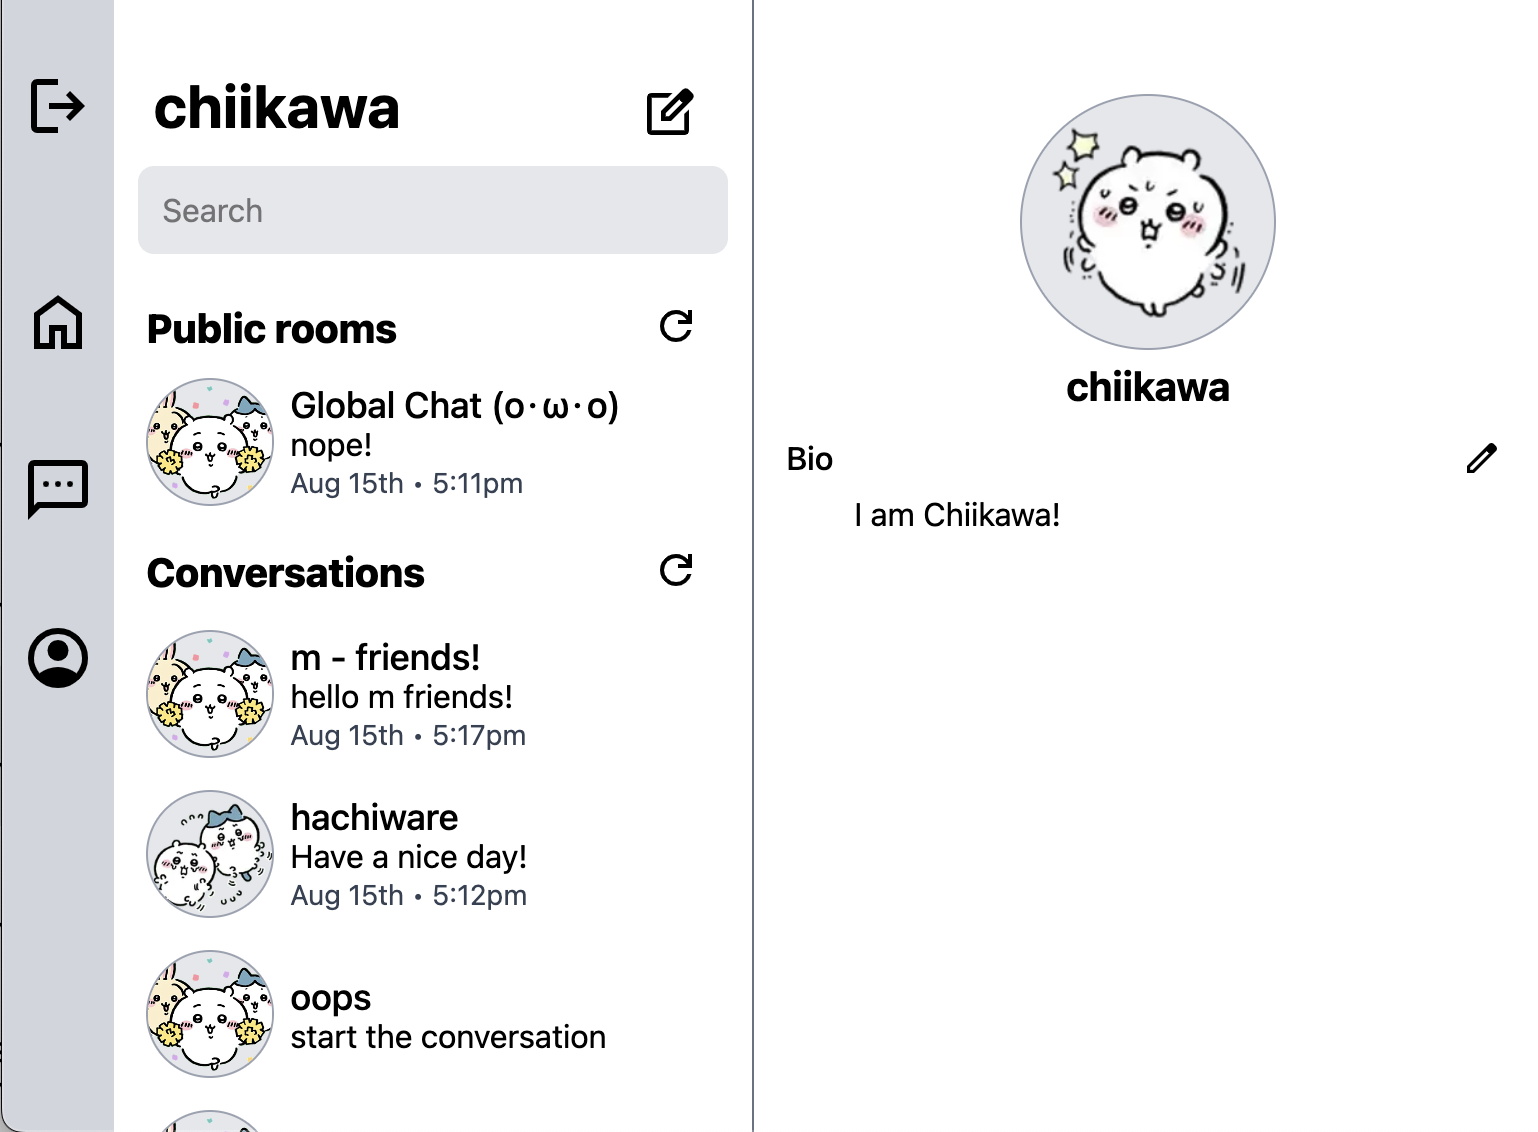 chiikawa
Search
Public rooms
Global Chat (o･ω･o)
nope!
Aug 15th • 5:11pm
Conversations
m - friends!
hello m friends!
Aug 15th • 5:17pm
hachiware
Have a nice day!
Aug 15th • 5:12pm
oops
start the conversation
chiikawa
Bio
I am Chiikawa!